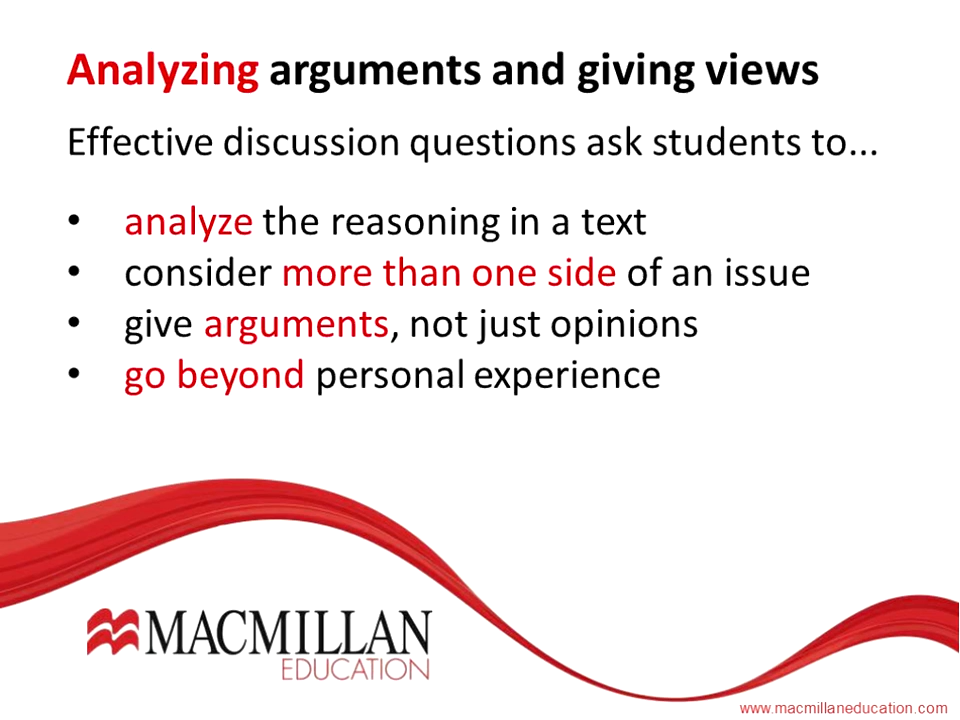 Analyzing arguments and giving views
Effective discussion questions ask students to...
• analyze the reasoning in a text
• consider more than one side of an issue
• give arguments, not just opinions
• go beyond personal experience
MACMILLAN
EDUCATION
www.macmillaneducation.com